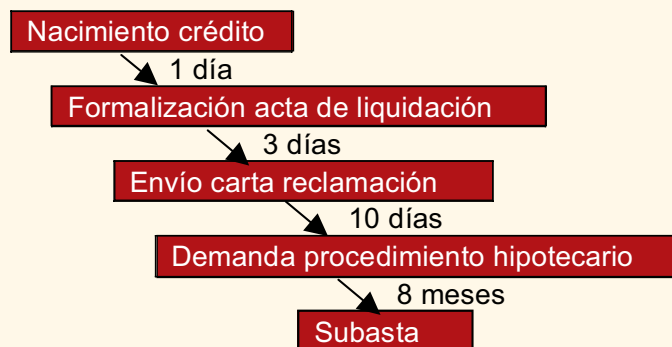 Nacimiento crédito
1 día
Formalización acta de liquidación
3 días
Envío carta reclamación
10 días
Demanda procedimiento hipotecario
8 meses
Subasta